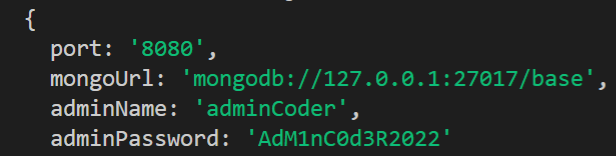 {
port: '8080',
mongoUrl: 'mongodb://127.0.0.1:27017/base',
adminName: 'adminCoder',
adminPassword: 'AdM1nC0d3R2022'